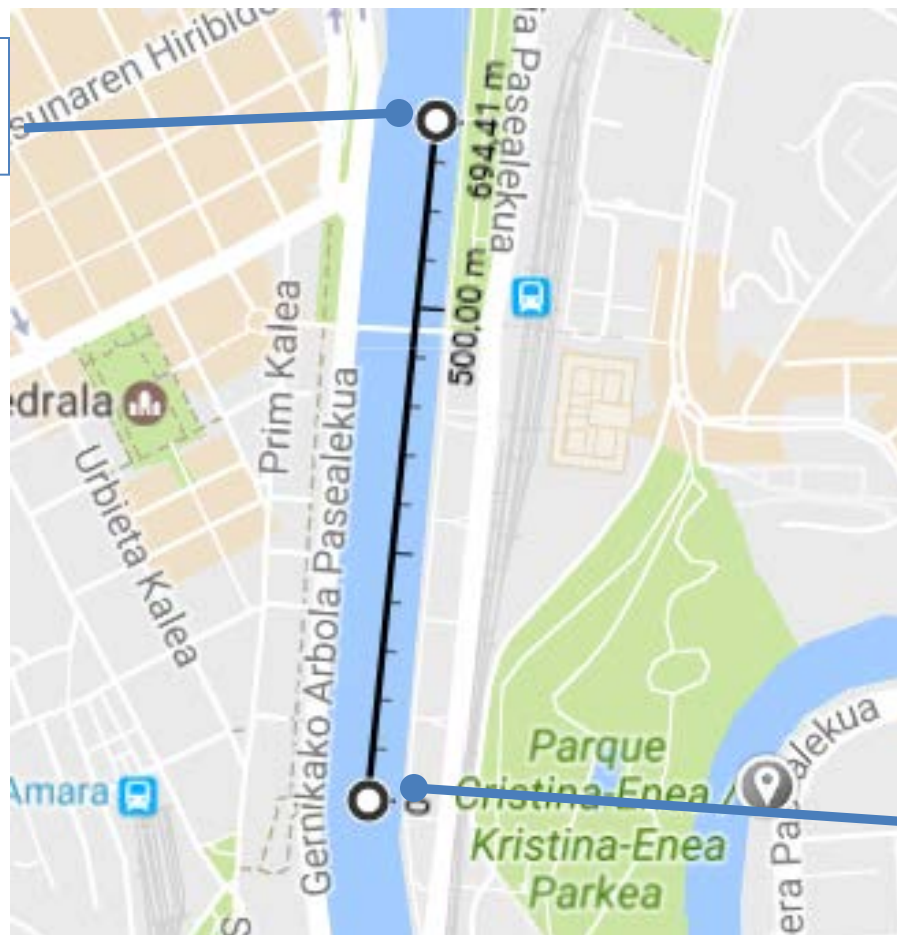 sunaren Hiribide
ia Pasealekua
694,41 m
500,00 m
Prim Kalea
edrala
Urbieta Kalea
Gernikako Arbola Pasealekua
Amara
0
Parque
Cristina-Enea /
Kristina-Enea
Parkea
era Pa alekua
S